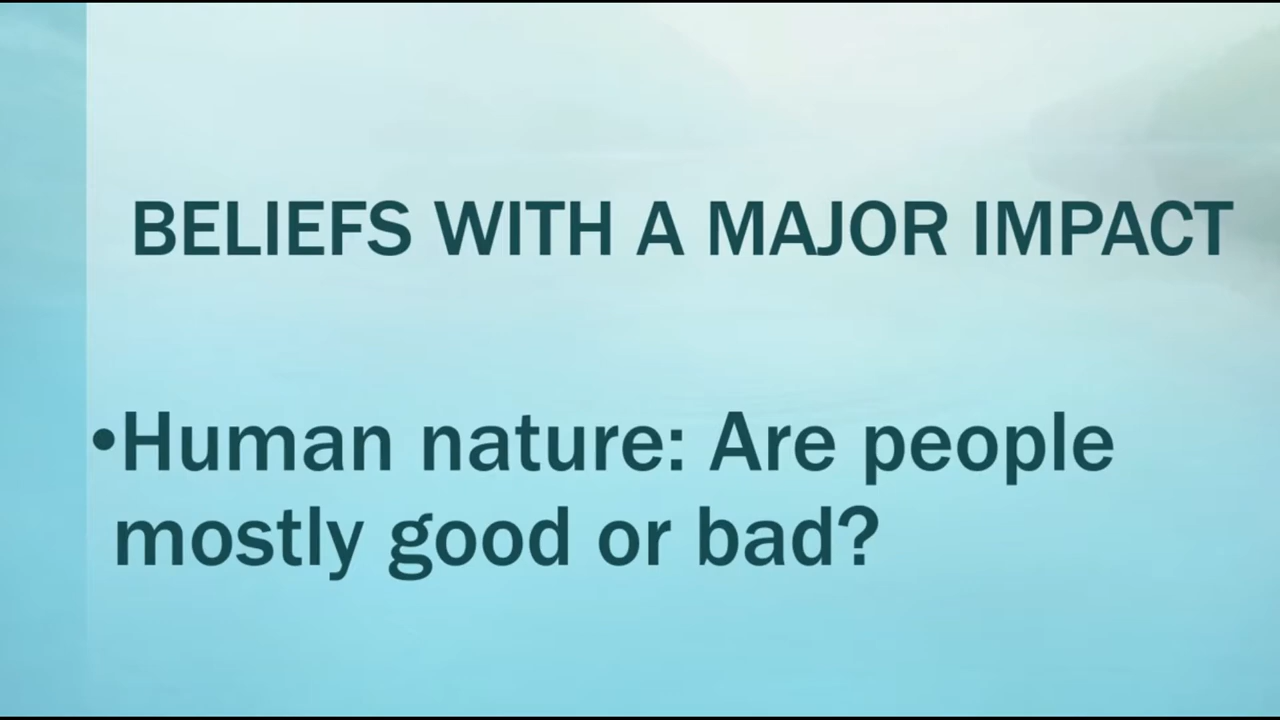 BELIEFS WITH A MAJOR IMPACT
•Human nature: Are people
mostly good or bad?